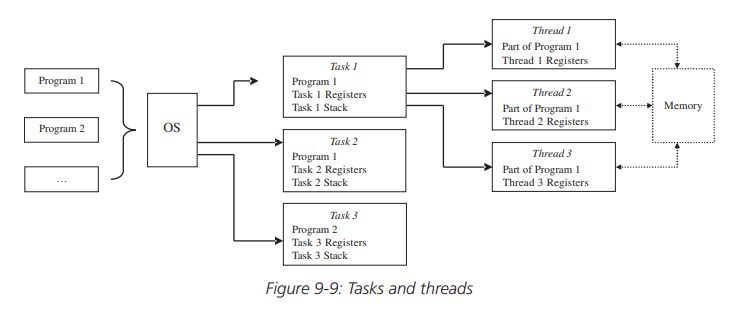 Program 1
Program 2
...
OS
Task 1
Program 1
Task 1 Registers
Task 1 Stack
Task 2
Program 1
Task 2 Registers
Task 2 Stack
Task 3
Program 2
Task 3 Registers
Task 3 Stack
Thread 1
Part of Program 1
Thread 1 Registers
Thread 2
Part of Program 1
Thread 2 Registers
Thread 3
Part of Program 1
Thread 3 Registers
Memory
Figure 9-9: Tasks and threads